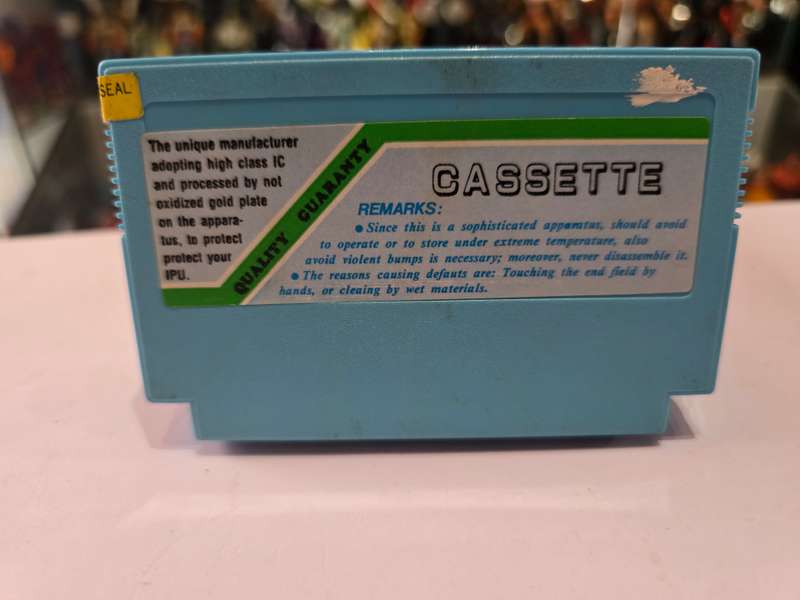 SEAL
The unique manufacturer
adopting high class IC
and processed by not
oxidized gold plate
on the appara-
tus, to protect
protect your
IPU.
QUALITY GUARANTY
CASSETTE
REMARKS:
● Since this is a sophisticated apparatus, should avoid
to operate or to store under extreme temperature, also
avoid violent bumps is necessary; moreover, never disassemble it.
● The reasons causing defauts are: Touching the end field by
hands, or cleaing by wet materials.